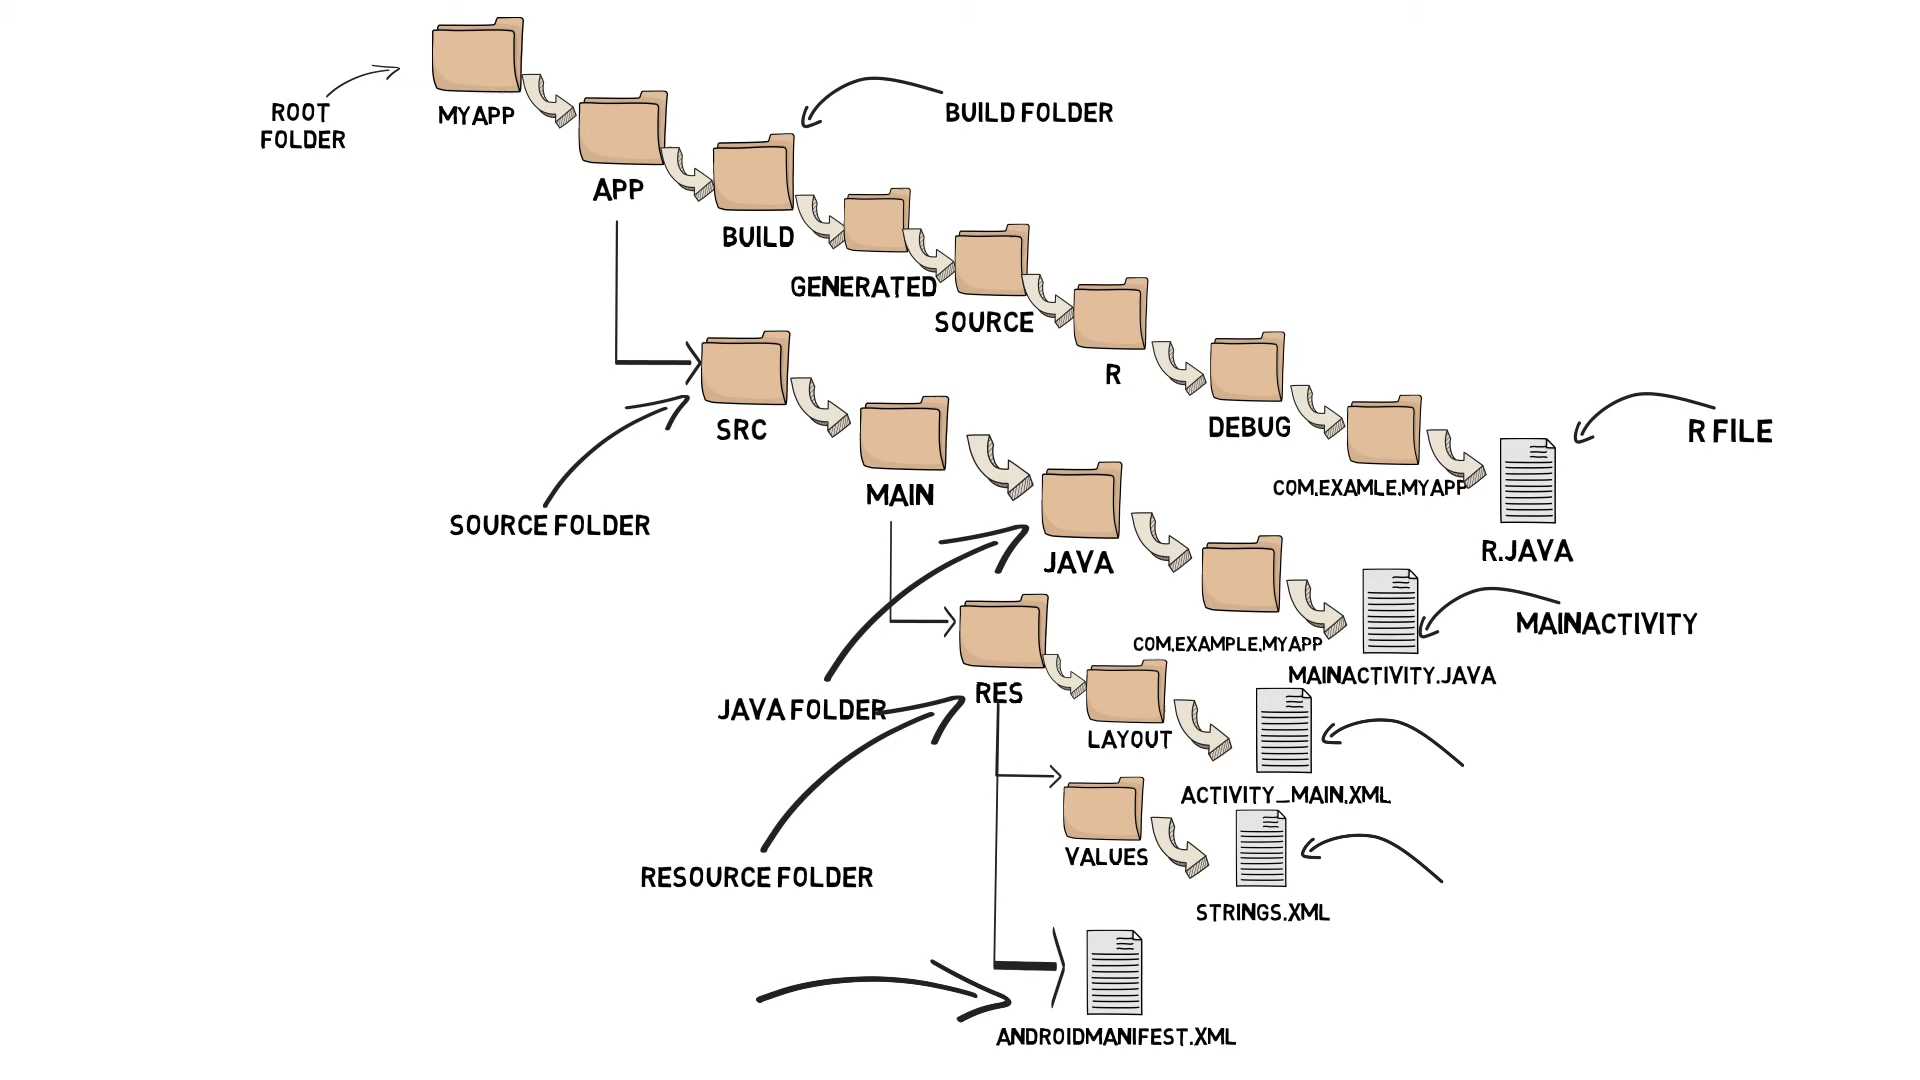 MYAPP
ROOT
FOLDER
BUILD FOLDER
APP
BUILD
GENERATED
SOURCE
R
SRC
DEBUG
R FILE
COM.EXAMLE.MYAPP
MAIN
SOURCE FOLDER
R.JAVA
JAVA
MAINACTIVITY
COM.EXAMPLE.MYAPP
MAINACTIVITY.JAVA
RES
JAVA FOLDER
LAYOUT
ACTIVITY_MAIN.XML
VALUES
RESOURCE FOLDER
STRINGS.XML
ANDROIDMANIFEST.XML